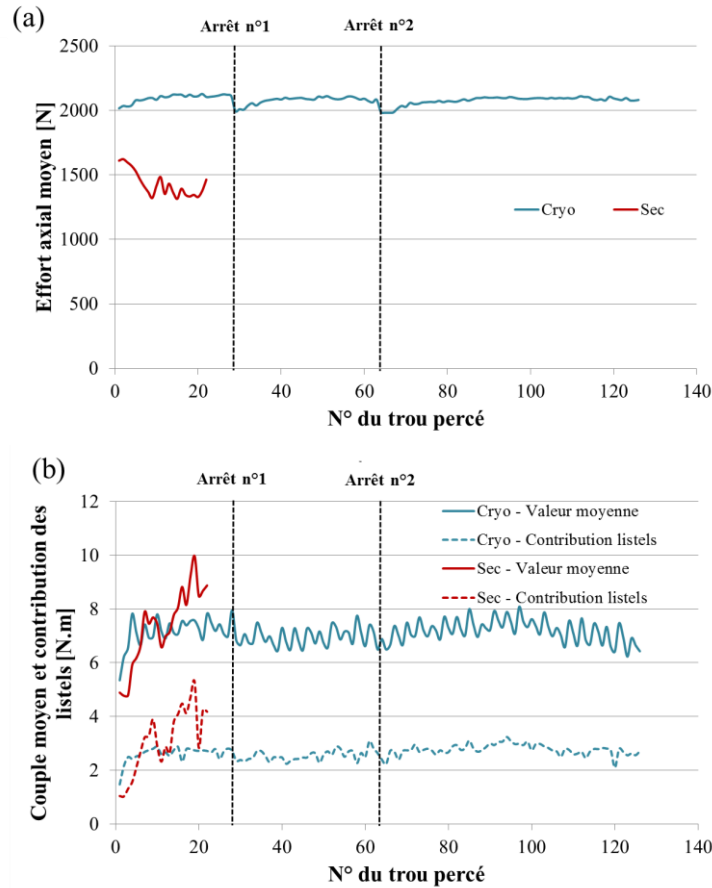 (a)
Arrêt n°1
Arrêt n°2
Effort axial moyen [N]
2500
2000
1500
1000
500
0
Cryo
Sec
0
20
40
60
80
100
120
140
N° du trou percé
(b)
Arrêt n°1
Arrêt n°2
Couple moyen et contribution des
listels [N.m]
12
10
8
6
4
2
0
Cryo - Valeur moyenne
Cryo - Contribution listels
Sec - Valeur moyenne
Sec - Contribution listels
0
20
40
60
80
100
120
140
N° du trou percé